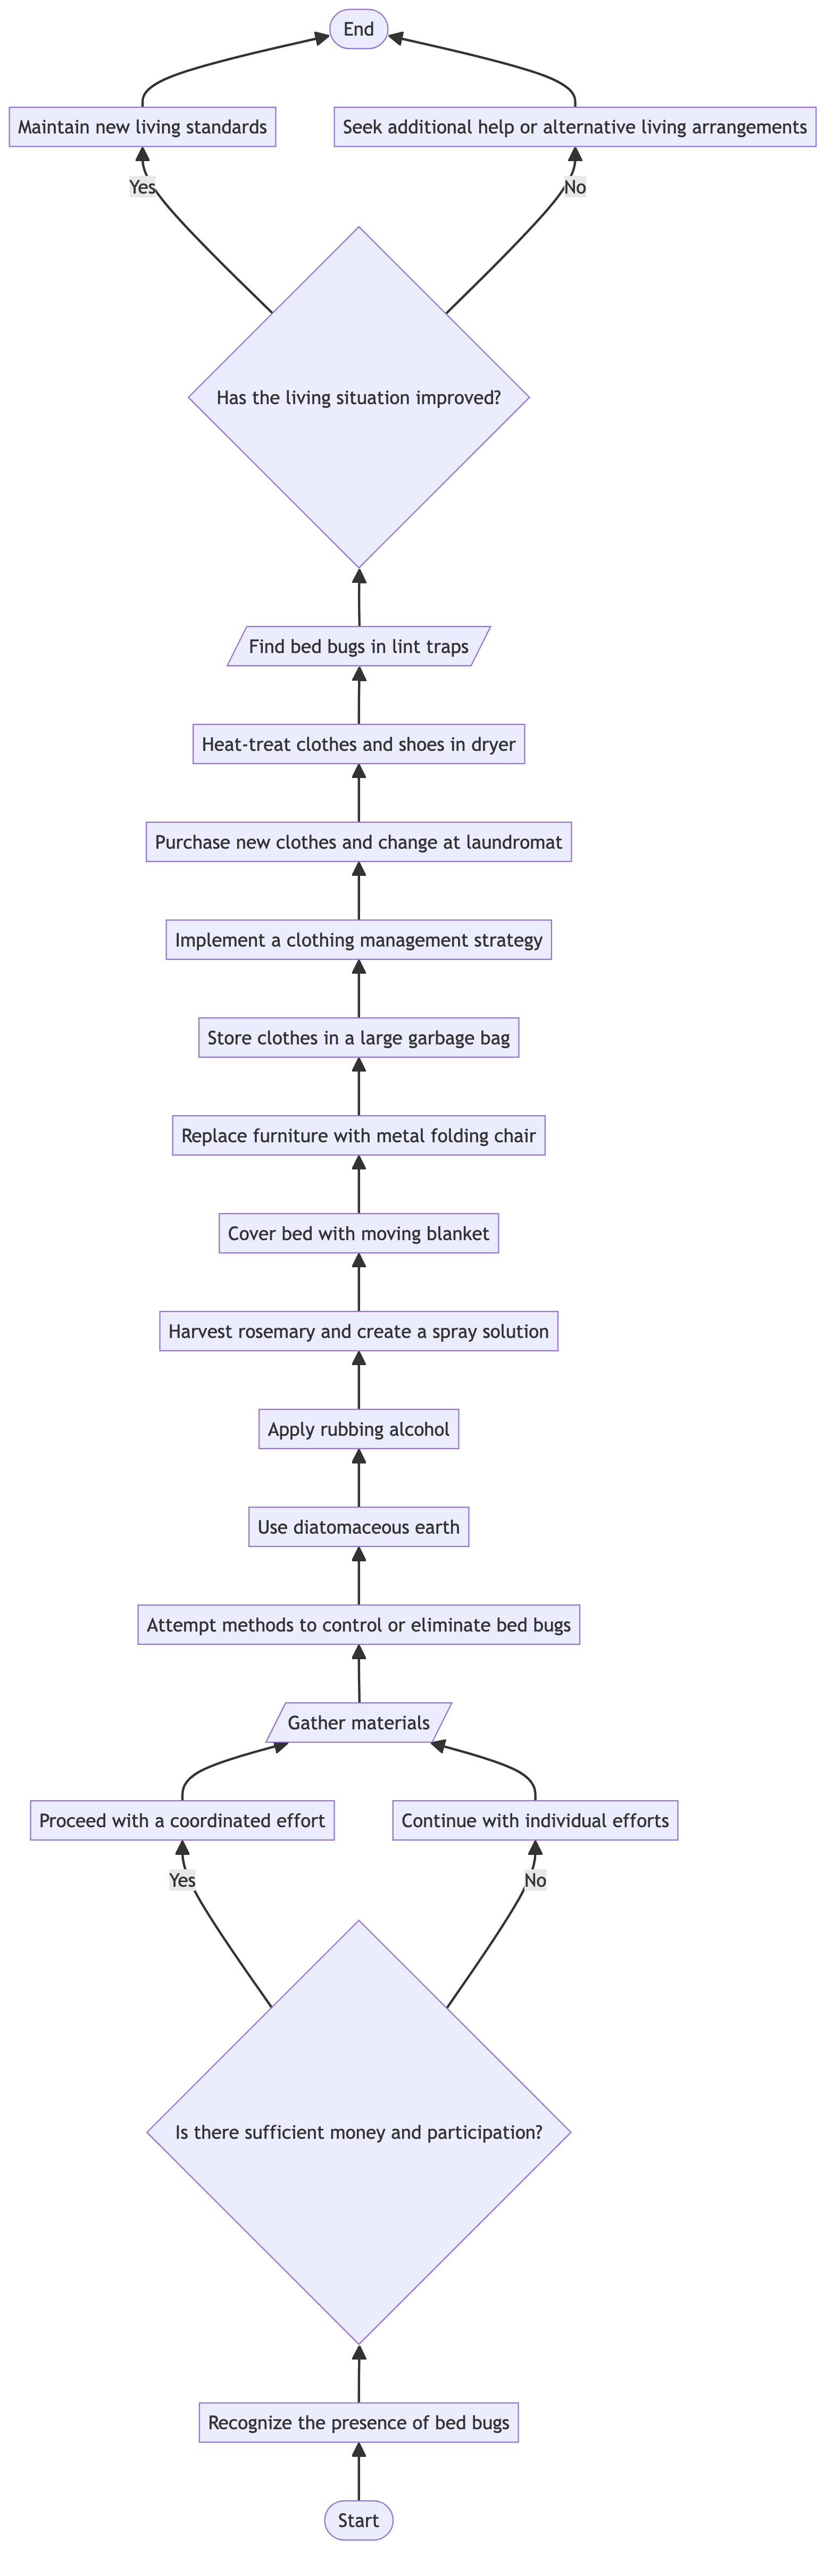 End
Maintain new living standards
Seek additional help or alternative living arrangements
Yes
No
Has the living situation improved?
Find bed bugs in lint traps
Heat-treat clothes and shoes in dryer
Purchase new clothes and change at laundromat
Implement a clothing management strategy
Store clothes in a large garbage bag
Replace furniture with metal folding chair
Cover bed with moving blanket
Harvest rosemary and create a spray solution
Apply rubbing alcohol
Use diatomaceous earth
Attempt methods to control or eliminate bed bugs
Gather materials
Proceed with a coordinated effort
Continue with individual efforts
Yes
No
Is there sufficient money and participation?
Recognize the presence of bed bugs
Start